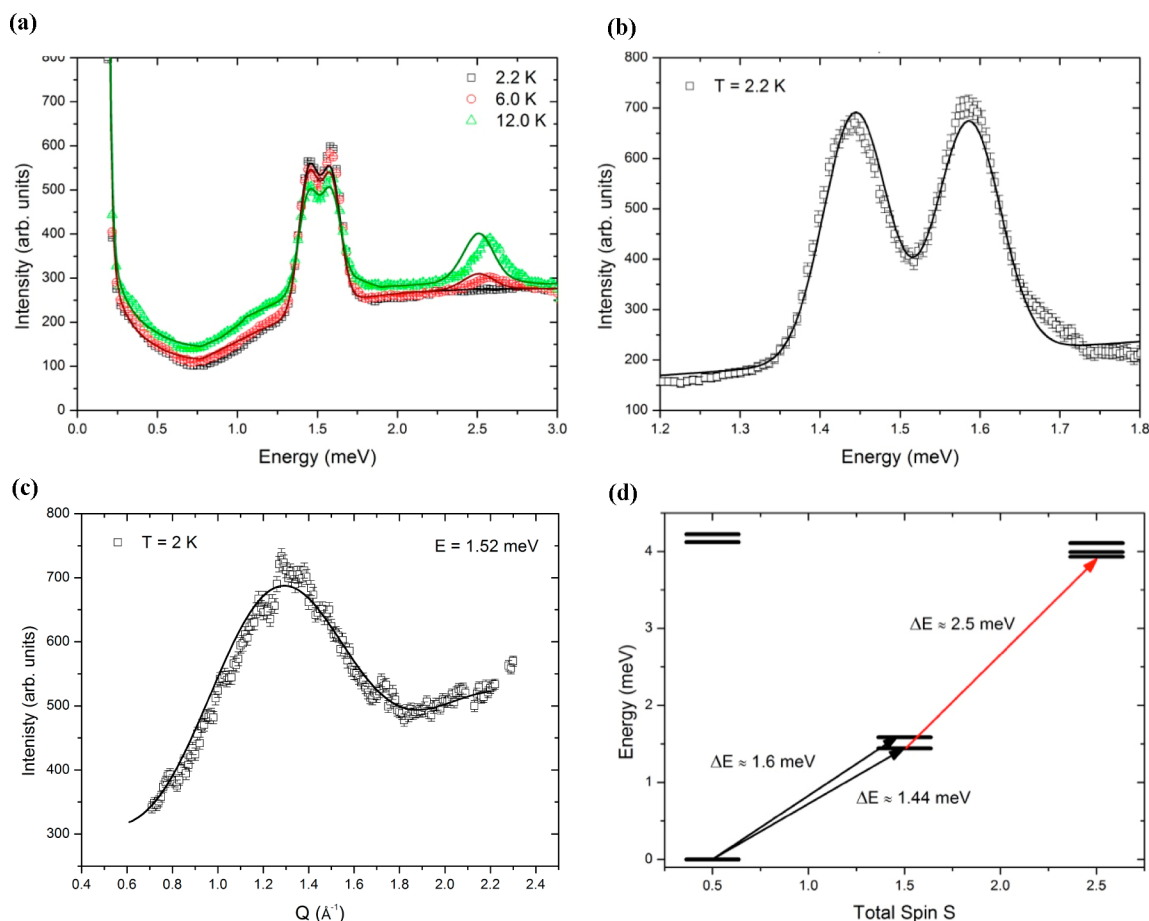 (a)
800
700
600
500
400
300
200
100
0
Intensity (arb. units)
2.2 K
6.0 K
12.0 K
0.0 0.5 1.0 1.5 2.0 2.5 3.0
Energy (meV)
(b)
800
700
600
500
400
300
200
100
Intensity (arb. units)
T = 2.2 K
1.2 1.3 1.4 1.5 1.6 1.7 1.8
Energy (meV)
(c)
800
700
600
500
400
300
Intenisty (arb. units)
T = 2 K
E = 1.52 meV
0.4 0.6 0.8 1.0 1.2 1.4 1.6 1.8 2.0 2.2 2.4
Q (Å⁻¹)
(d)
4
3
2
1
0
Energy (meV)
ΔE ≈ 2.5 meV
ΔE ≈ 1.6 meV
ΔE ≈ 1.44 meV
0.5 1.0 1.5 2.0 2.5
Total Spin S